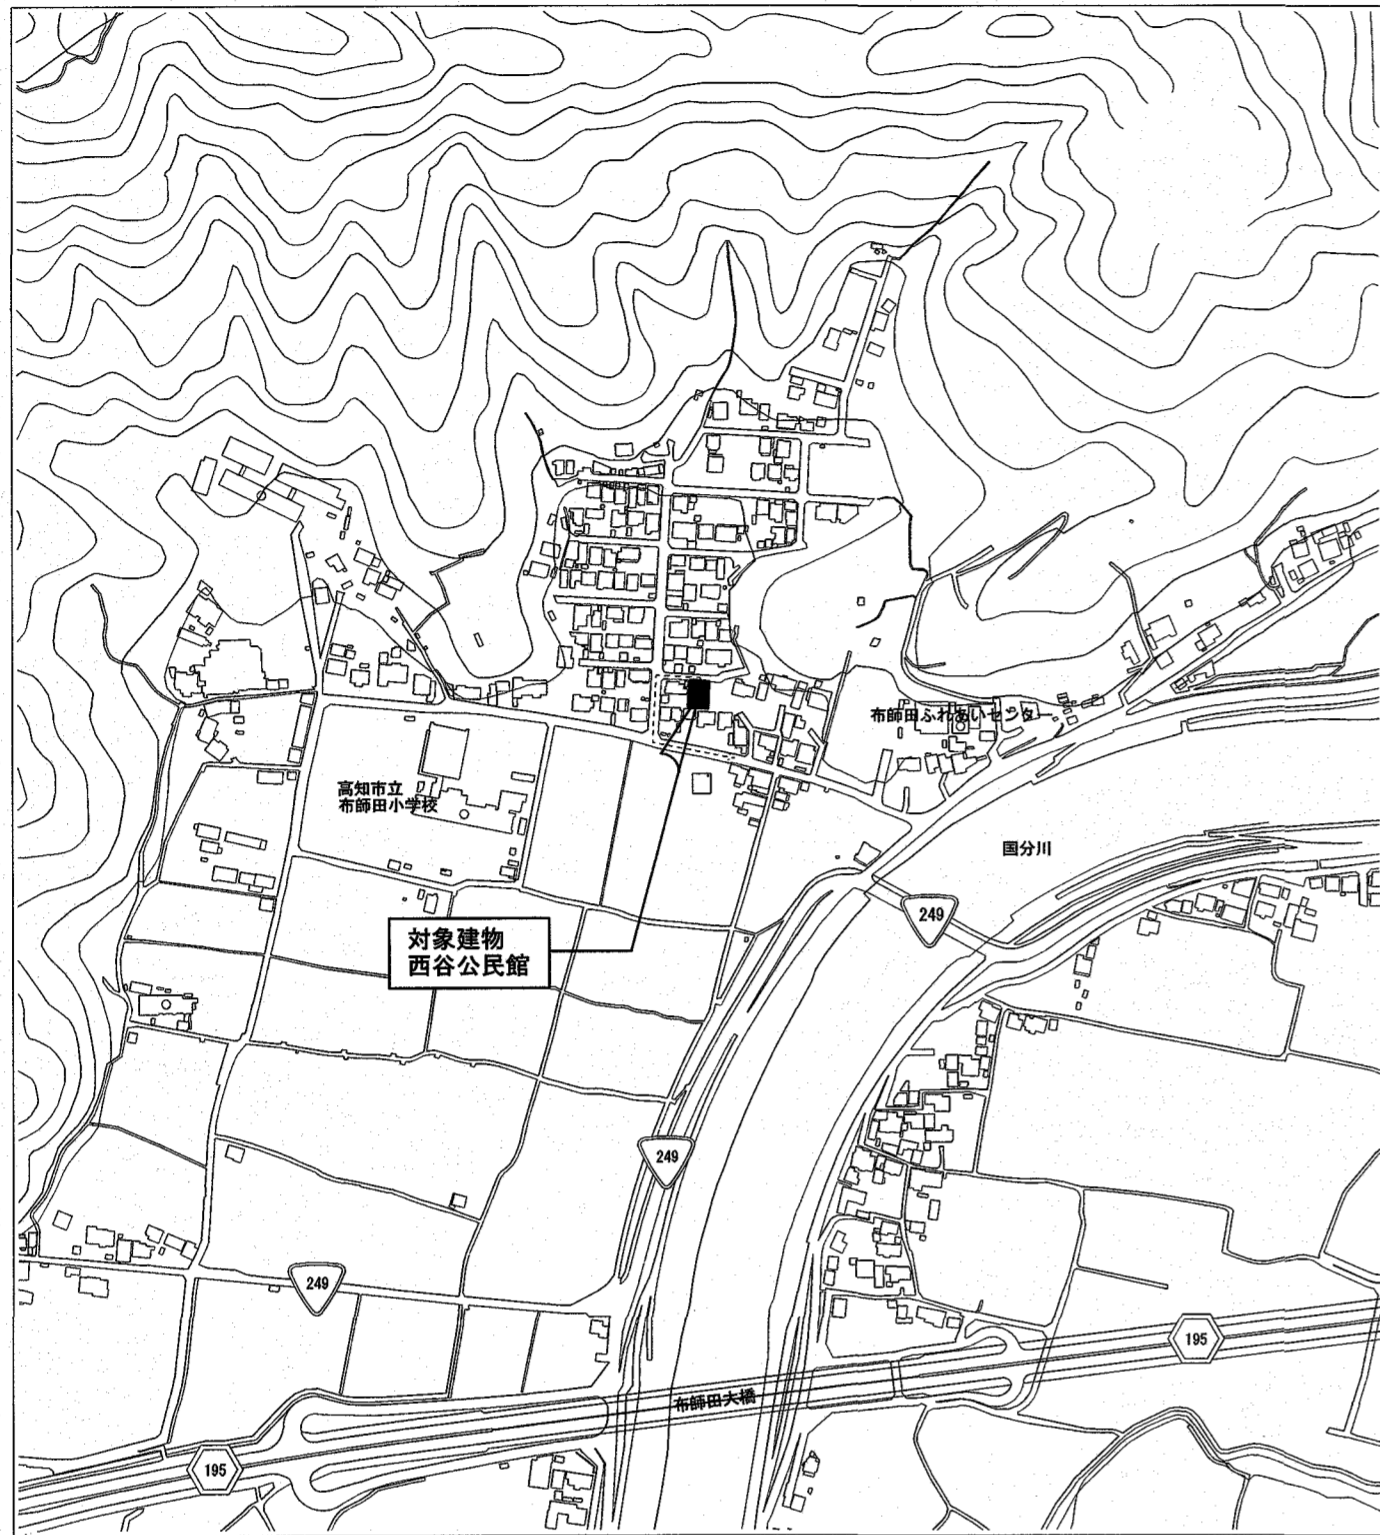 布師田ふれあいセンター
高知市立
布師田小学校
国分川
249
対象建物
西谷公民館
249
249
195
布師田大橋
195